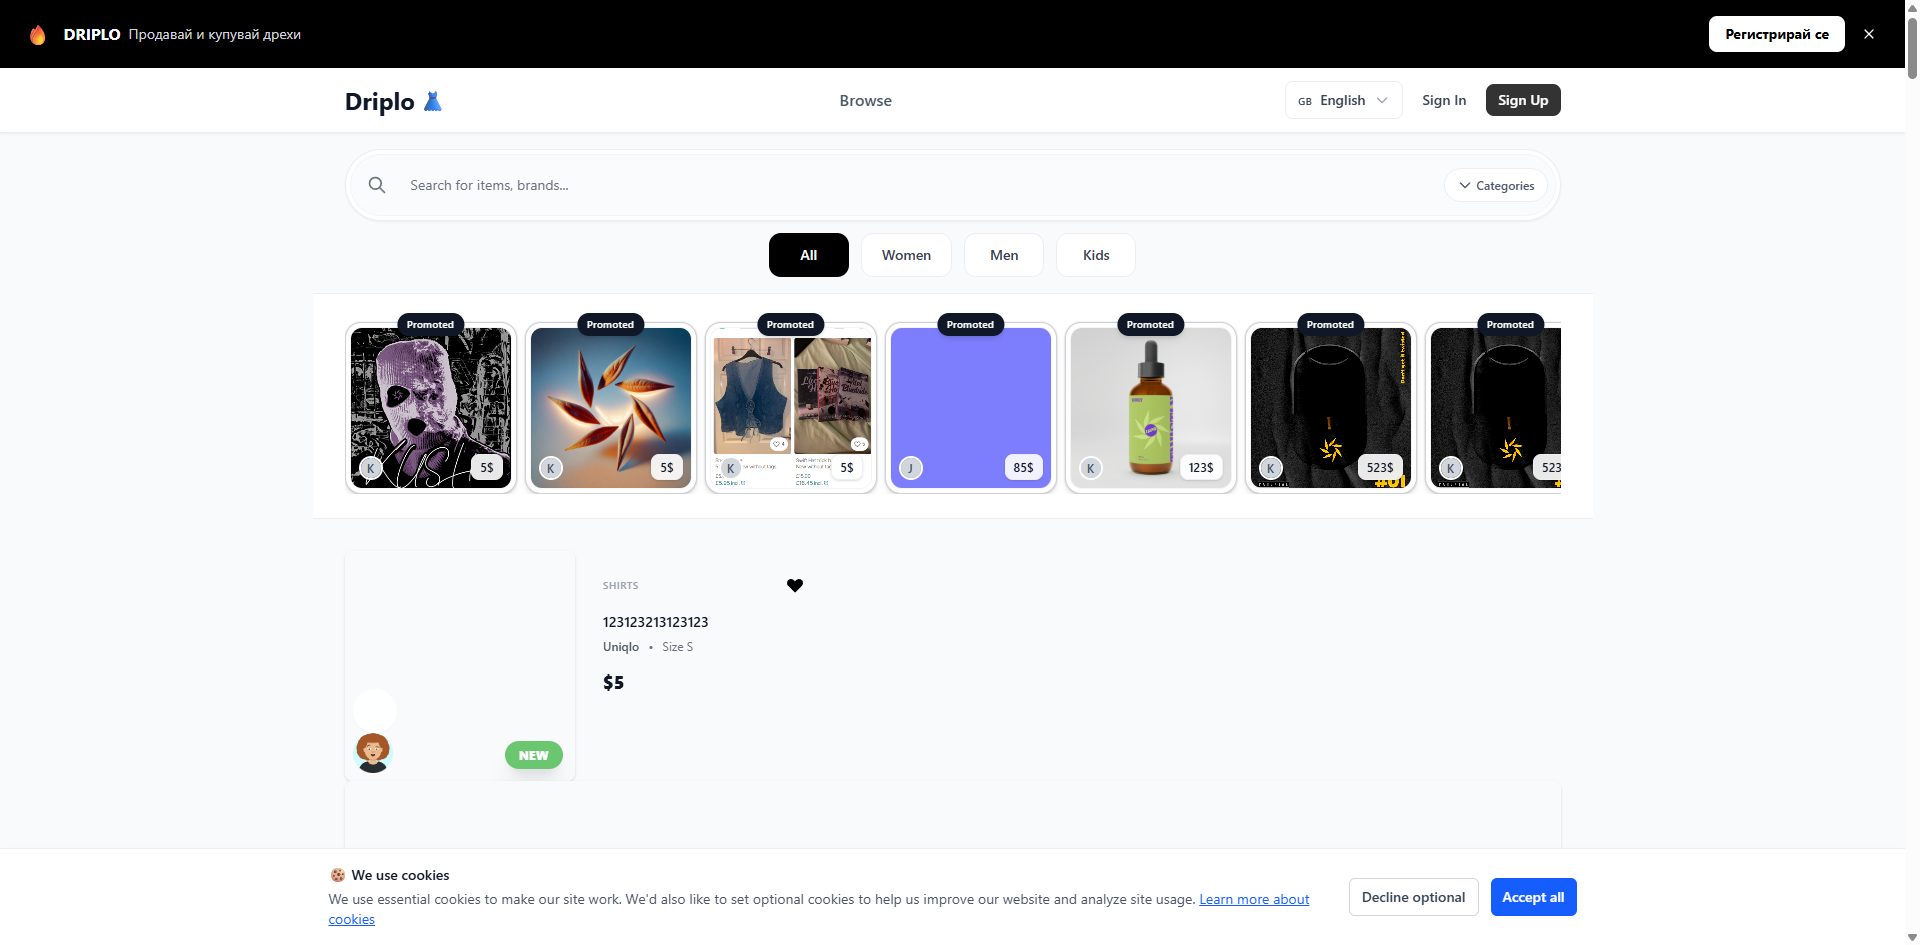 DRIPLO Продавай и купувай дрехи
Регистрирай се
Driplo
Browse
GB English
Sign In
Sign Up
Search for items, brands...
Categories
All
Women
Men
Kids
Promoted
Promoted
Promoted
Promoted
Promoted
Promoted
Promoted
K
5$
K
5$
K
5$
J
85$
K
123$
K
523$
#01
K
523
SHIRTS
123123213123123
Uniqlo • Size S
$5
NEW
We use cookies
We use essential cookies to make our site work. We'd also like to set optional cookies to help us improve our website and analyze site usage. Learn more about
cookies
Decline optional
Accept all